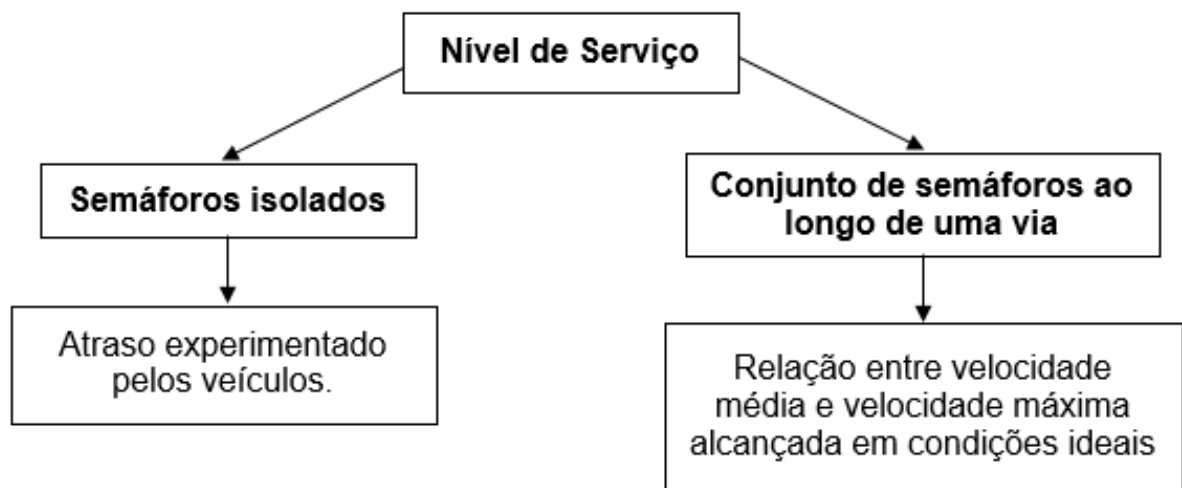 Nível de Serviço
Semáforos isolados
Conjunto de semáforos ao
longo de uma via
Atraso experimentado
pelos veículos.
Relação entre velocidade
média e velocidade máxima
alcançada em condições ideais